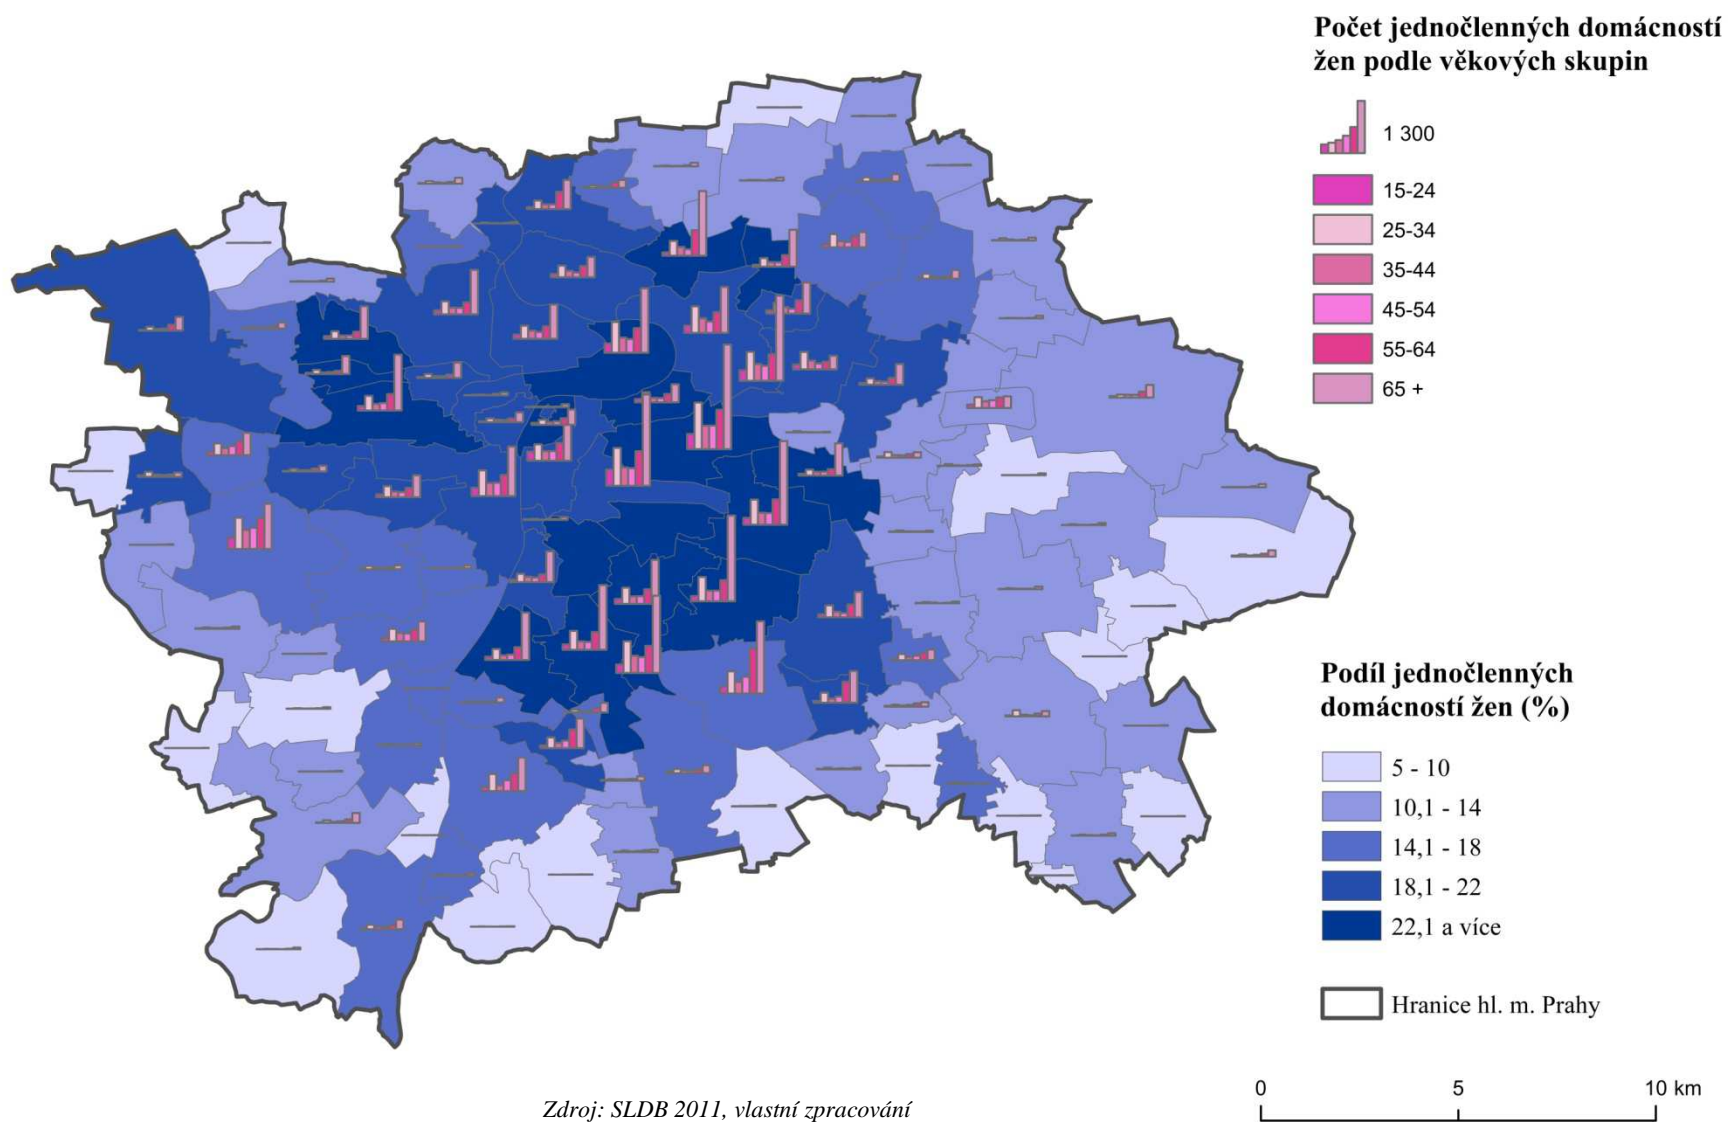 Počet jednočlenných domácností
žen podle věkových skupin
1 300
15-24
25-34
35-44
45-54
55-64
65 +
Podíl jednočlenných
domácností žen (%)
5 - 10
10,1 - 14
14,1 - 18
18,1 - 22
22,1 a více
Hranice hl. m. Prahy
0 5 10 km
Zdroj: SLDB 2011, vlastní zpracování